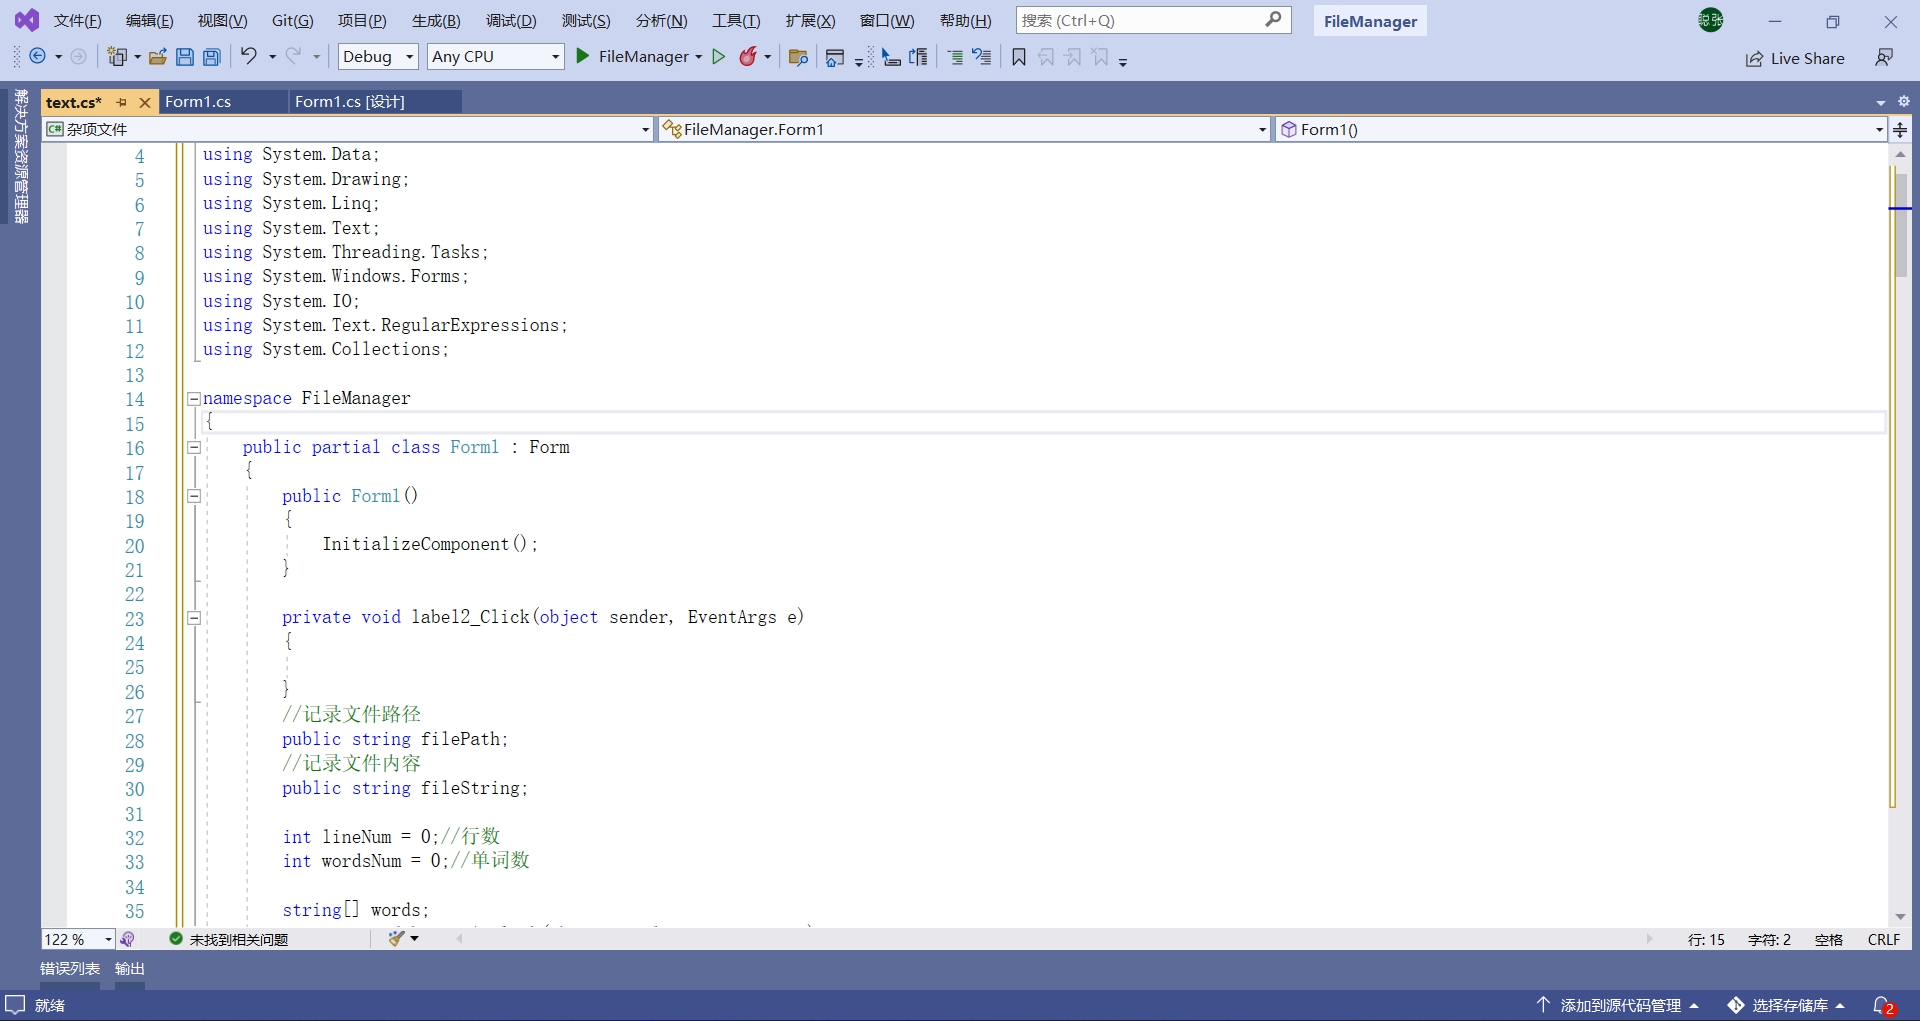 文件(F) 编辑(E) 视图(V) Git(G) 项目(P) 生成(B) 调试(D) 测试(S) 分析(N) 工具(T) 扩展(X) 窗口(W) 帮助(H) 搜索 (Ctrl+Q) FileManager 聪张
Debug Any CPU FileManager Live Share
解决方案资源管理器
text.cs* Form1.cs Form1.cs [设计]
C# 杂项文件 FileManager.Form1 Form1()
4 using System.Data;
5 using System.Drawing;
6 using System.Linq;
7 using System.Text;
8 using System.Threading.Tasks;
9 using System.Windows.Forms;
10 using System.IO;
11 using System.Text.RegularExpressions;
12 using System.Collections;
13
14 namespace FileManager
15 {
16 public partial class Form1 : Form
17 {
18 public Form1()
19 {
20 InitializeComponent();
21 }
22
23 private void label2_Click(object sender, EventArgs e)
24 {
25
26 }
27 //记录文件路径
28 public string filePath;
29 //记录文件内容
30 public string fileString;
31
32 int lineNum = 0;//行数
33 int wordsNum = 0;//单词数
34
35 string[] words;
122 % 未找到相关问题 行: 15 字符: 2 空格 CRLF
错误列表 输出
就绪 添加到源代码管理 选择存储库 2